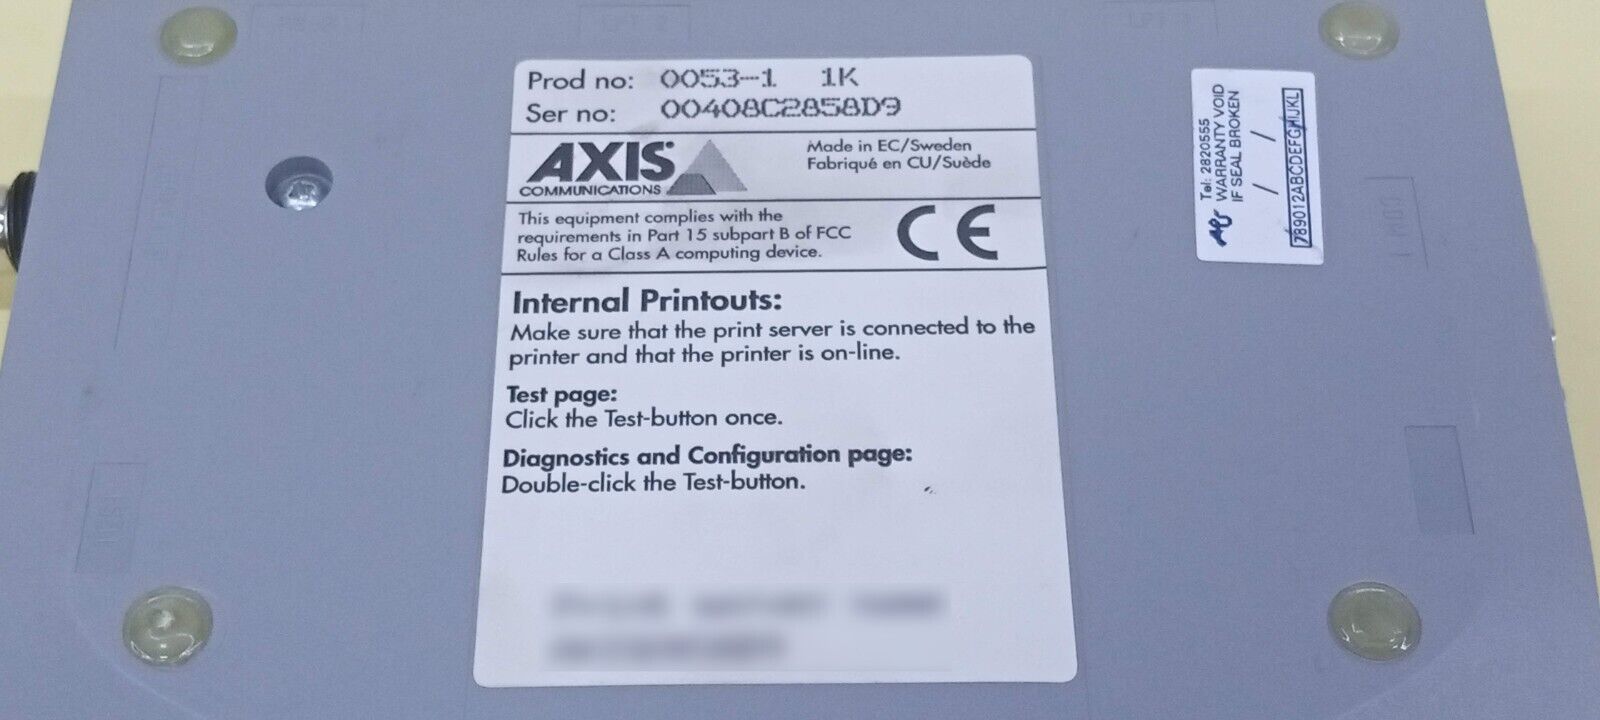 LPT 2
LPT 1
Prod no: 0053-1 1K
Ser no: 00408C2858D9
AXIS
COMMUNICATIONS
Made in EC/Sweden
Fabriqué en CU/Suède
This equipment complies with the
requirements in Part 15 subpart B of FCC
Rules for a Class A computing device.
CE
Internal Printouts:
Make sure that the print server is connected to the
printer and that the printer is on-line.
Test page:
Click the Test-button once.
Diagnostics and Configuration page:
Double-click the Test-button.
Tel: 2820555
WARRANTY VOID
IF SEAL BROKEN
/ /
789012ABCDEFGHIJKL